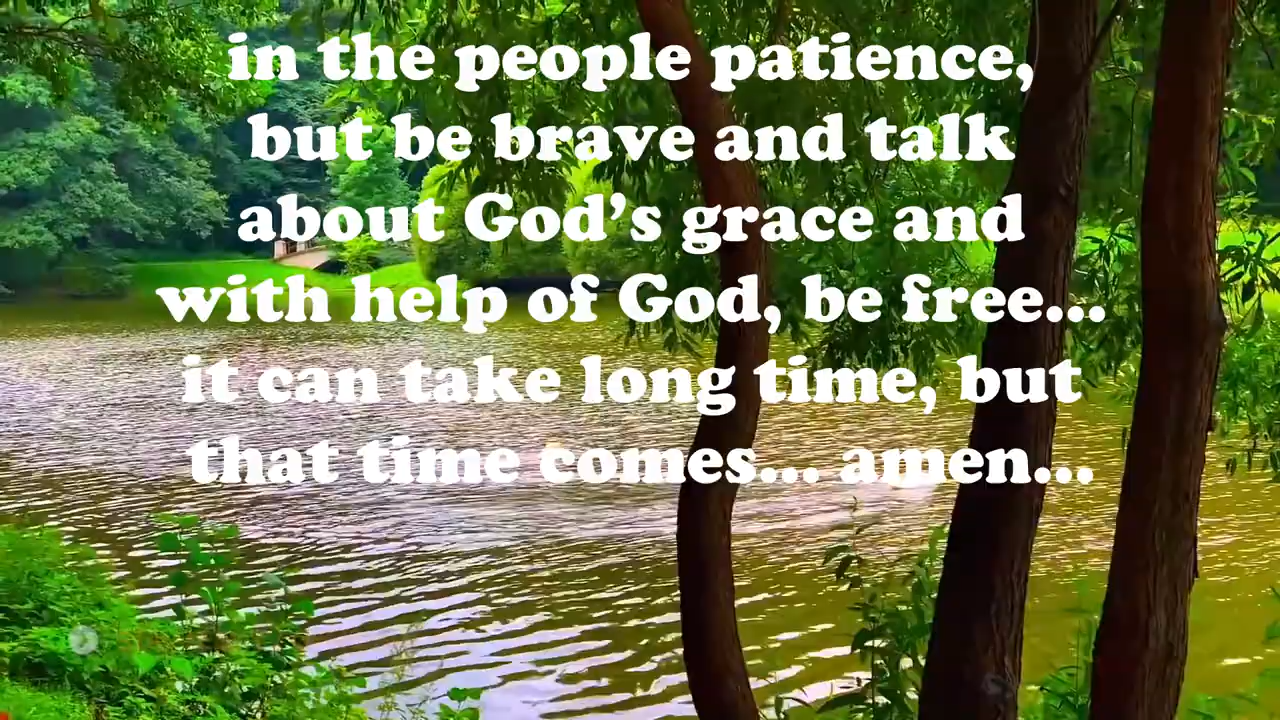 in the people patience,
but be brave and talk
about God’s grace and
with help of God, be free...
it can take long time, but
that time comes... amen...